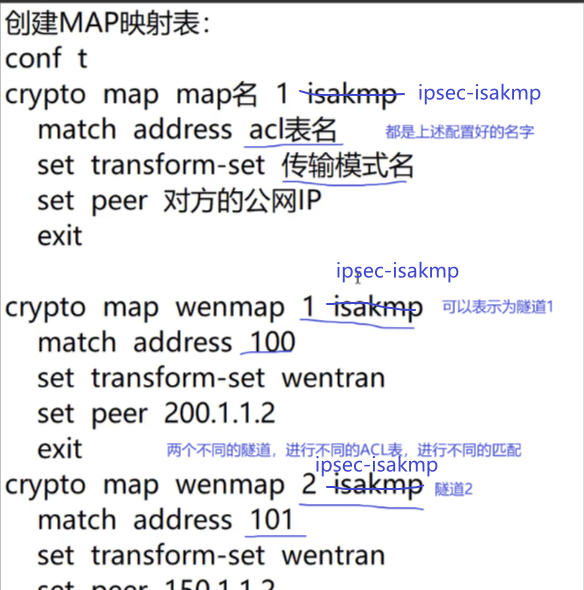 创建MAP映射表：
conf t
crypto map map名 1 isakmp ipsec-isakmp
match address acl表名 都是上述配置好的名字
set transform-set 传输模式名
set peer 对方的公网IP
exit
ipsec-isakmp
crypto map wenmap 1 isakmp 可以表示为隧道1
match address 100
set transform-set wentran
set peer 200.1.1.2
exit 两个不同的隧道，进行不同的ACL表，进行不同的匹配
ipsec-isakmp
crypto map wenmap 2 isakmp 隧道2
match address 101
set transform-set wentran
set peer 150.1.1.2